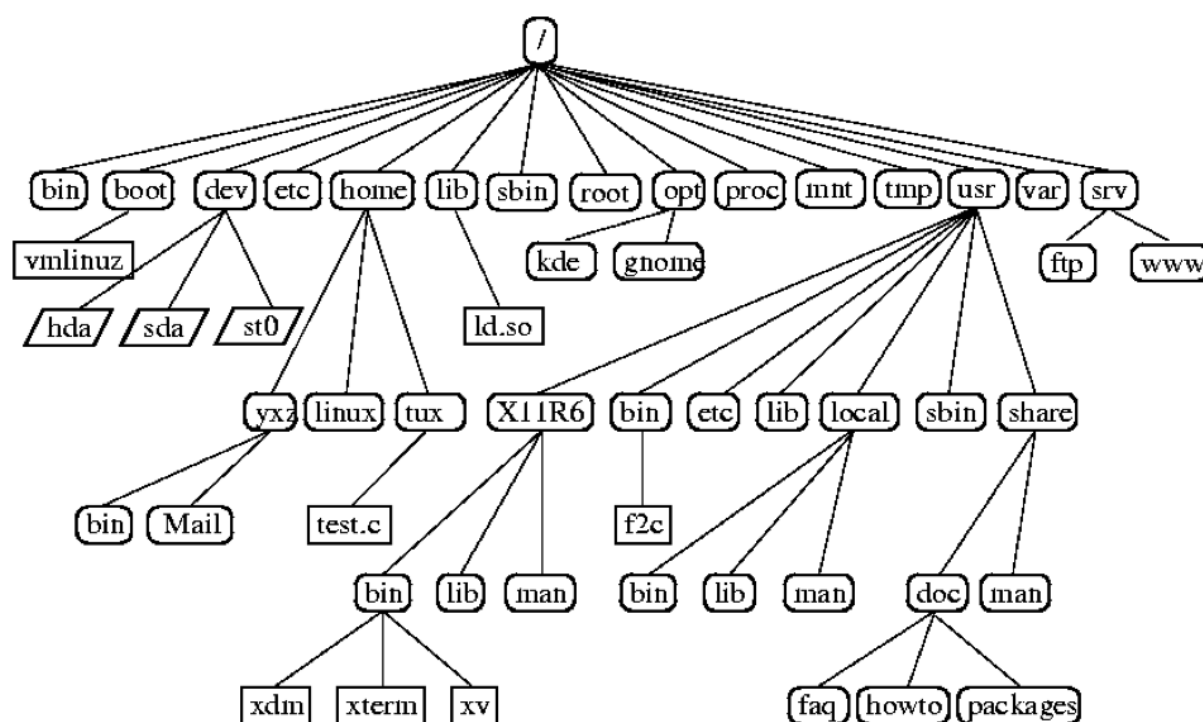 /
bin boot dev etc home lib sbin root opt proc mnt tmp usr var srv
vmlinuz kde gnome ftp www
hda sda st0 ld.so
yxz linux tux X11R6 bin etc lib local sbin share
bin Mail test.c f2c
bin lib man bin lib man doc man
xdm xterm xv faq howto packages